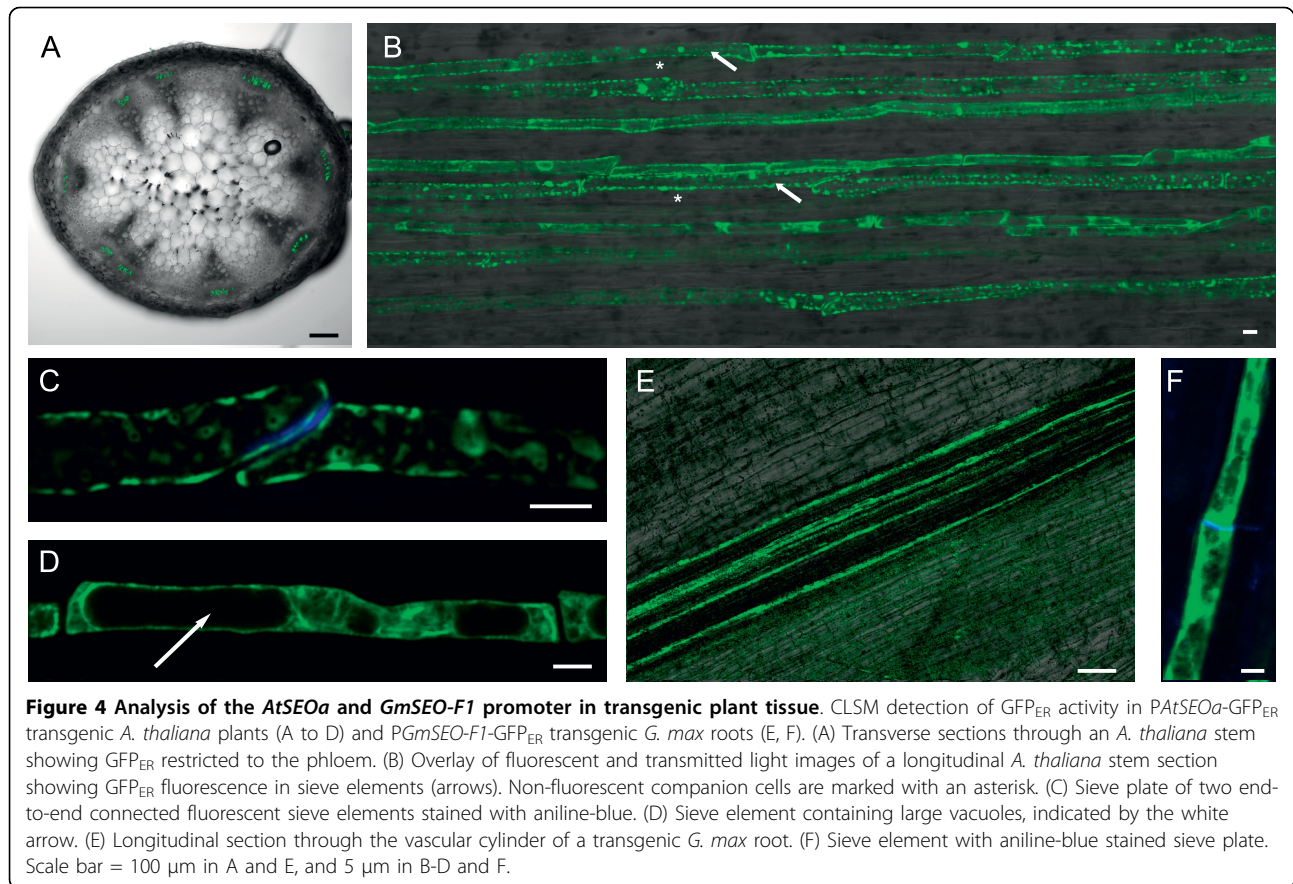 A
B
*
*
C
D
E
F
Figure 4 Analysis of the AtSEOa and GmSEO-F1 promoter in transgenic plant tissue. CLSM detection of GFPER activity in PAtSEOa-GFPER
transgenic A. thaliana plants (A to D) and PGmSEO-F1-GFPER transgenic G. max roots (E, F). (A) Transverse sections through an A. thaliana stem
showing GFPER restricted to the phloem. (B) Overlay of fluorescent and transmitted light images of a longitudinal A. thaliana stem section
showing GFPER fluorescence in sieve elements (arrows). Non-fluorescent companion cells are marked with an asterisk. (C) Sieve plate of two end-
to-end connected fluorescent sieve elements stained with aniline-blue. (D) Sieve element containing large vacuoles, indicated by the white
arrow. (E) Longitudinal section through the vascular cylinder of a transgenic G. max root. (F) Sieve element with aniline-blue stained sieve plate.
Scale bar = 100 μm in A and E, and 5 μm in B-D and F.